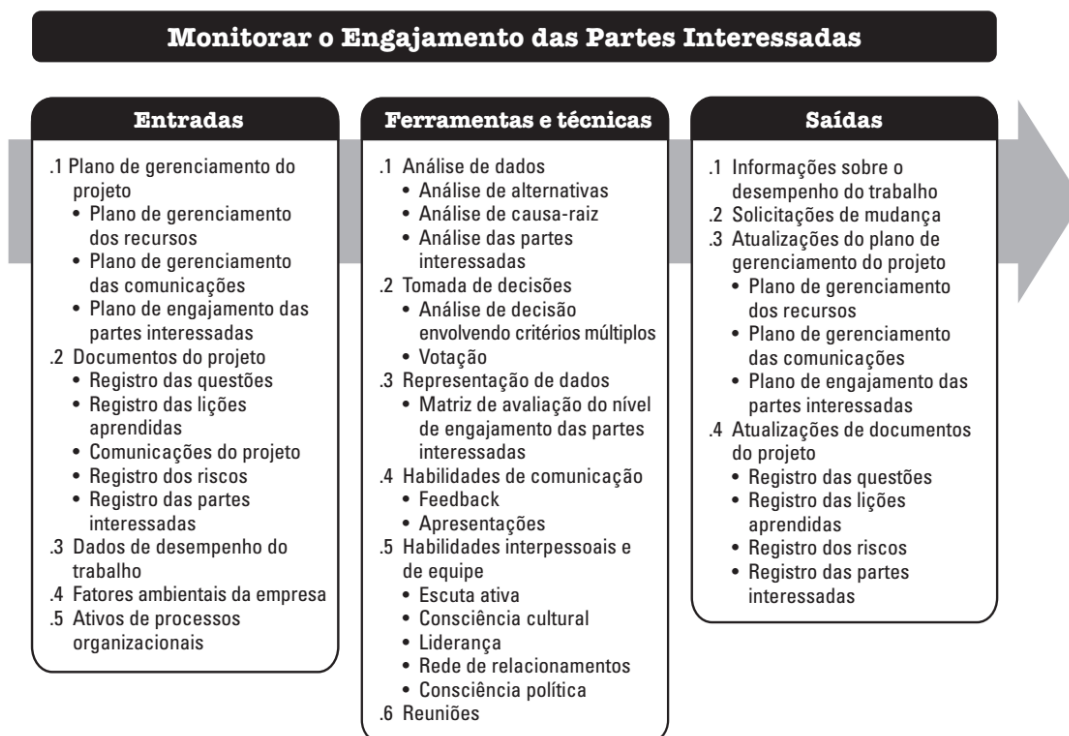 Monitorar o Engajamento das Partes Interessadas
Entradas
.1 Plano de gerenciamento do
projeto
• Plano de gerenciamento
dos recursos
• Plano de gerenciamento
das comunicações
• Plano de engajamento das
partes interessadas
.2 Documentos do projeto
• Registro das questões
• Registro das lições
aprendidas
• Comunicações do projeto
• Registro dos riscos
• Registro das partes
interessadas
.3 Dados de desempenho do
trabalho
.4 Fatores ambientais da empresa
.5 Ativos de processos
organizacionais
Ferramentas e técnicas
.1 Análise de dados
• Análise de alternativas
• Análise de causa-raiz
• Análise das partes
interessadas
.2 Tomada de decisões
• Análise de decisão
envolvendo critérios múltiplos
• Votação
.3 Representação de dados
• Matriz de avaliação do nível
de engajamento das partes
interessadas
.4 Habilidades de comunicação
• Feedback
• Apresentações
.5 Habilidades interpessoais e
de equipe
• Escuta ativa
• Consciência cultural
• Liderança
• Rede de relacionamentos
• Consciência política
.6 Reuniões
Saídas
.1 Informações sobre o
desempenho do trabalho
.2 Solicitações de mudança
.3 Atualizações do plano de
gerenciamento do projeto
• Plano de gerenciamento
dos recursos
• Plano de gerenciamento
das comunicações
• Plano de engajamento das
partes interessadas
.4 Atualizações de documentos
do projeto
• Registro das questões
• Registro das lições
aprendidas
• Registro dos riscos
• Registro das partes
interessadas